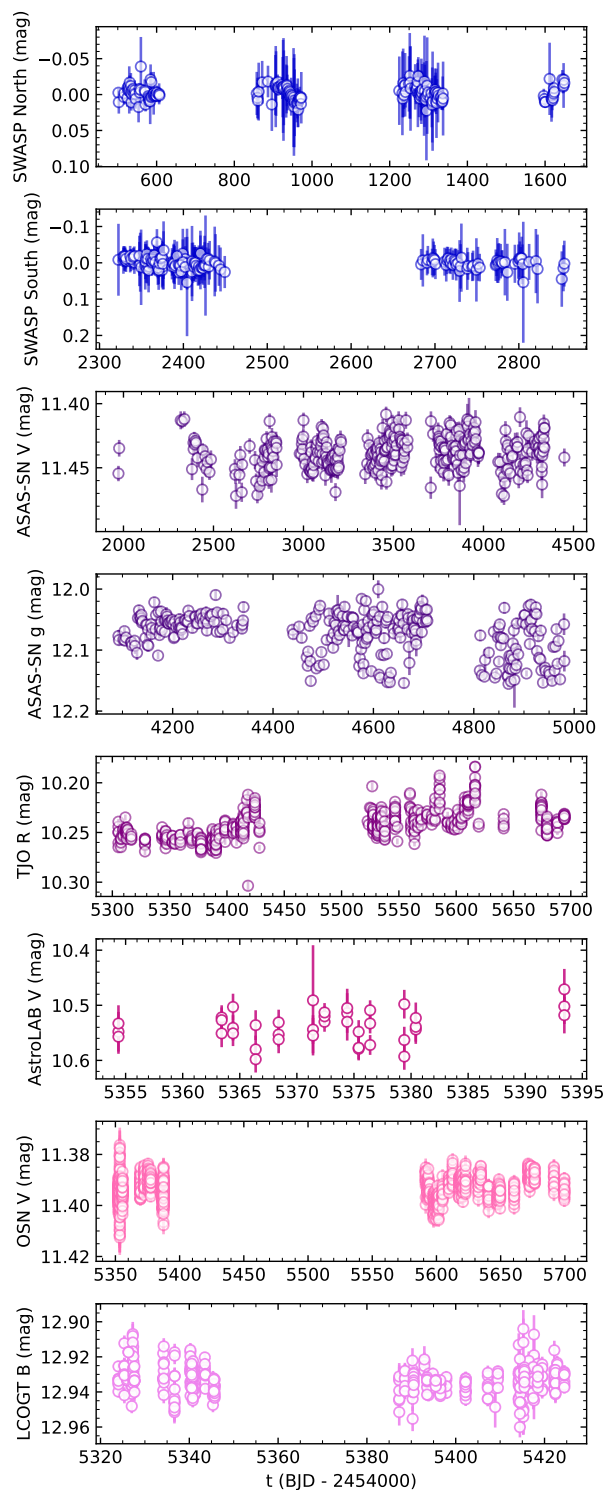 SWASP North (mag)
−0.05
0.00
0.05
0.10
600 800 1000 1200 1400 1600
SWASP South (mag)
−0.1
0.0
0.1
0.2
2300 2400 2500 2600 2700 2800
ASAS-SN V (mag)
11.40
11.45
2000 2500 3000 3500 4000 4500
ASAS-SN g (mag)
12.0
12.1
12.2
4200 4400 4600 4800 5000
TJO R (mag)
10.20
10.25
10.30
5300 5350 5400 5450 5500 5550 5600 5650 5700
AstroLAB V (mag)
10.4
10.5
10.6
5355 5360 5365 5370 5375 5380 5385 5390 5395
OSN V (mag)
11.38
11.40
11.42
5350 5400 5450 5500 5550 5600 5650 5700
LCOGT B (mag)
12.90
12.92
12.94
12.96
5320 5340 5360 5380 5400 5420
t (BJD - 2454000)